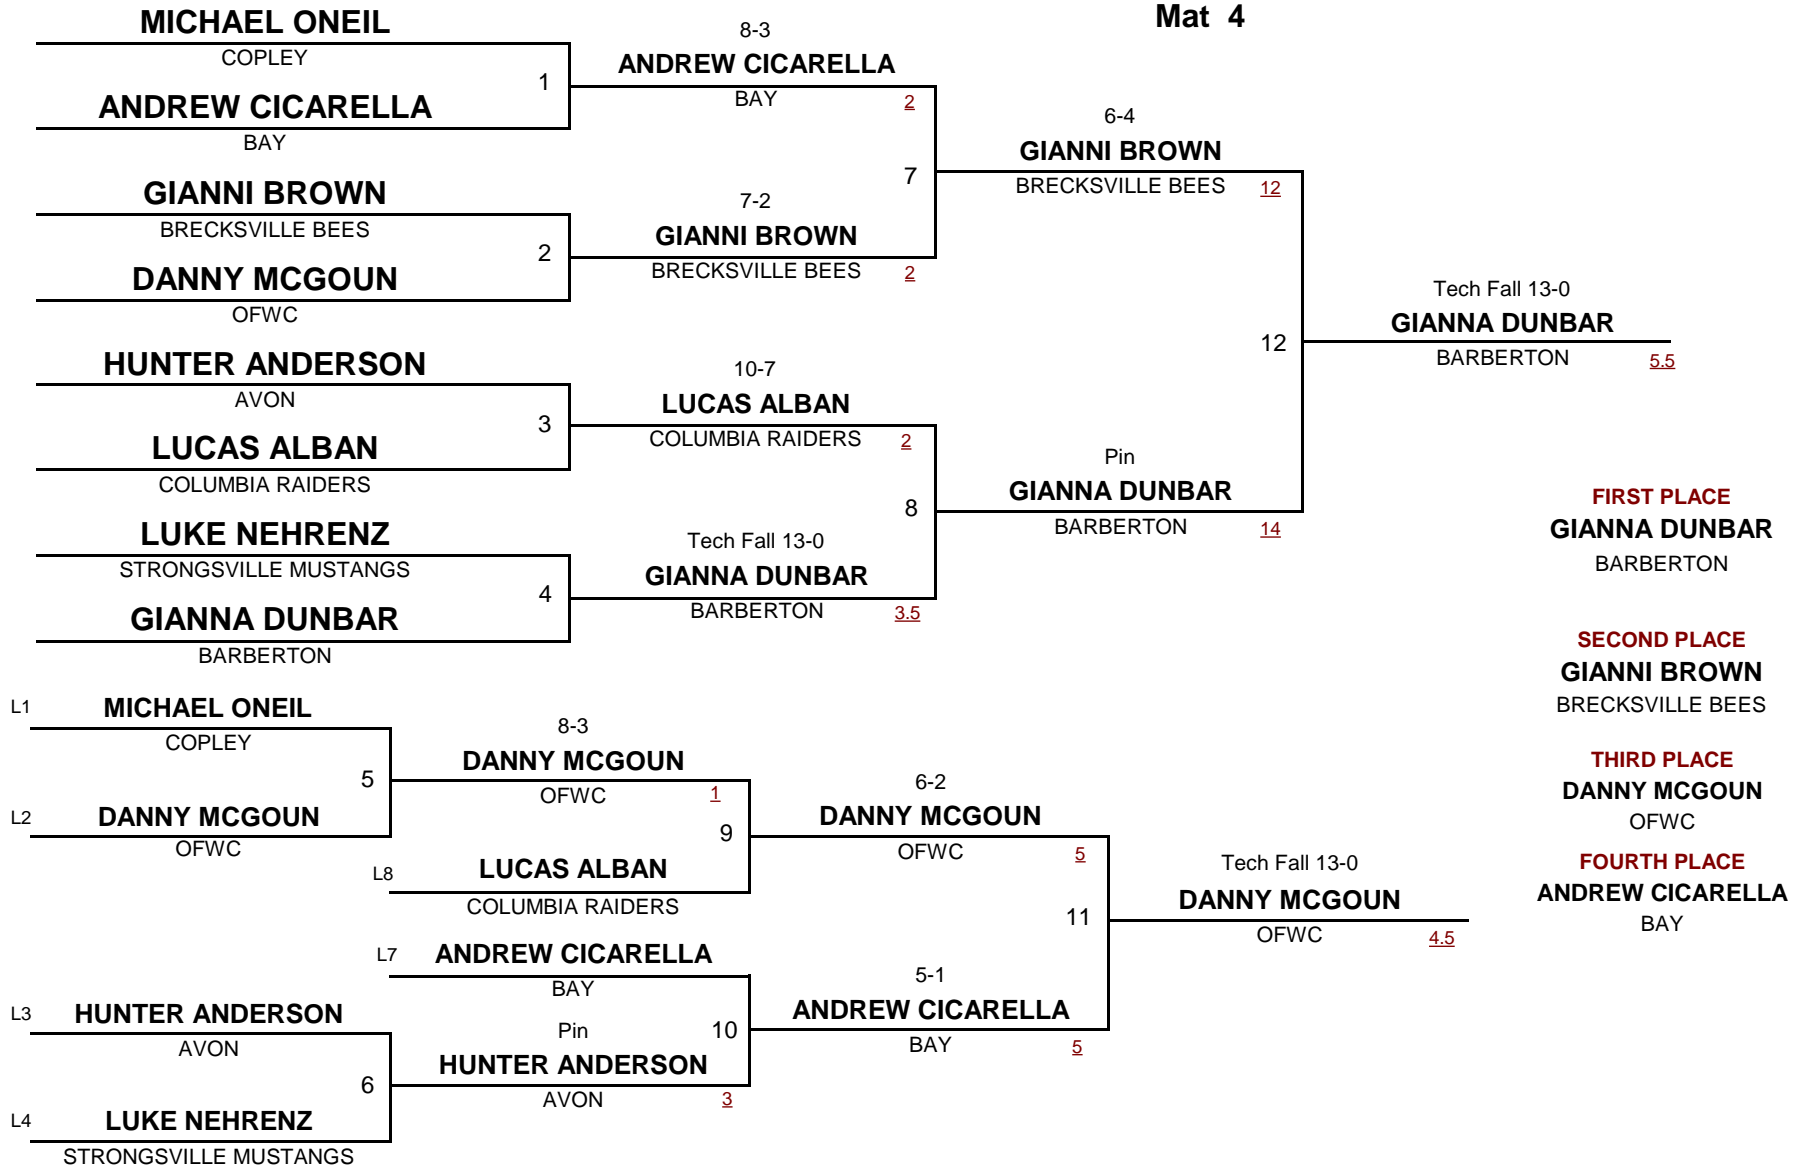 Mat 4
MICHAEL ONEIL
COPLEY
1
ANDREW CICARELLA
BAY
GIANNI BROWN
BRECKSVILLE BEES
2
DANNY MCGOUN
OFWC
HUNTER ANDERSON
AVON
3
LUCAS ALBAN
COLUMBIA RAIDERS
LUKE NEHRENZ
STRONGSVILLE MUSTANGS
4
GIANNA DUNBAR
BARBERTON
8-3
ANDREW CICARELLA
BAY
2
7
7-2
GIANNI BROWN
BRECKSVILLE BEES
2
10-7
LUCAS ALBAN
COLUMBIA RAIDERS
2
8
Tech Fall 13-0
GIANNA DUNBAR
BARBERTON
3.5
6-4
GIANNI BROWN
BRECKSVILLE BEES
12
12
Pin
GIANNA DUNBAR
BARBERTON
14
Tech Fall 13-0
GIANNA DUNBAR
BARBERTON
5.5
FIRST PLACE
GIANNA DUNBAR
BARBERTON
SECOND PLACE
GIANNI BROWN
BRECKSVILLE BEES
THIRD PLACE
DANNY MCGOUN
OFWC
FOURTH PLACE
ANDREW CICARELLA
BAY
L1
MICHAEL ONEIL
COPLEY
5
L2
DANNY MCGOUN
OFWC
L3
HUNTER ANDERSON
AVON
6
L4
LUKE NEHRENZ
STRONGSVILLE MUSTANGS
8-3
DANNY MCGOUN
OFWC
1
9
L8
LUCAS ALBAN
COLUMBIA RAIDERS
L7
ANDREW CICARELLA
BAY
10
Pin
HUNTER ANDERSON
AVON
3
6-2
DANNY MCGOUN
OFWC
5
11
5-1
ANDREW CICARELLA
BAY
5
Tech Fall 13-0
DANNY MCGOUN
OFWC
4.5